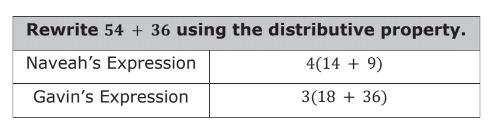 Rewrite 54 + 36 using the distributive property.
Naveah's Expression 4(14 + 9)
Gavin's Expression 3(18 + 36)